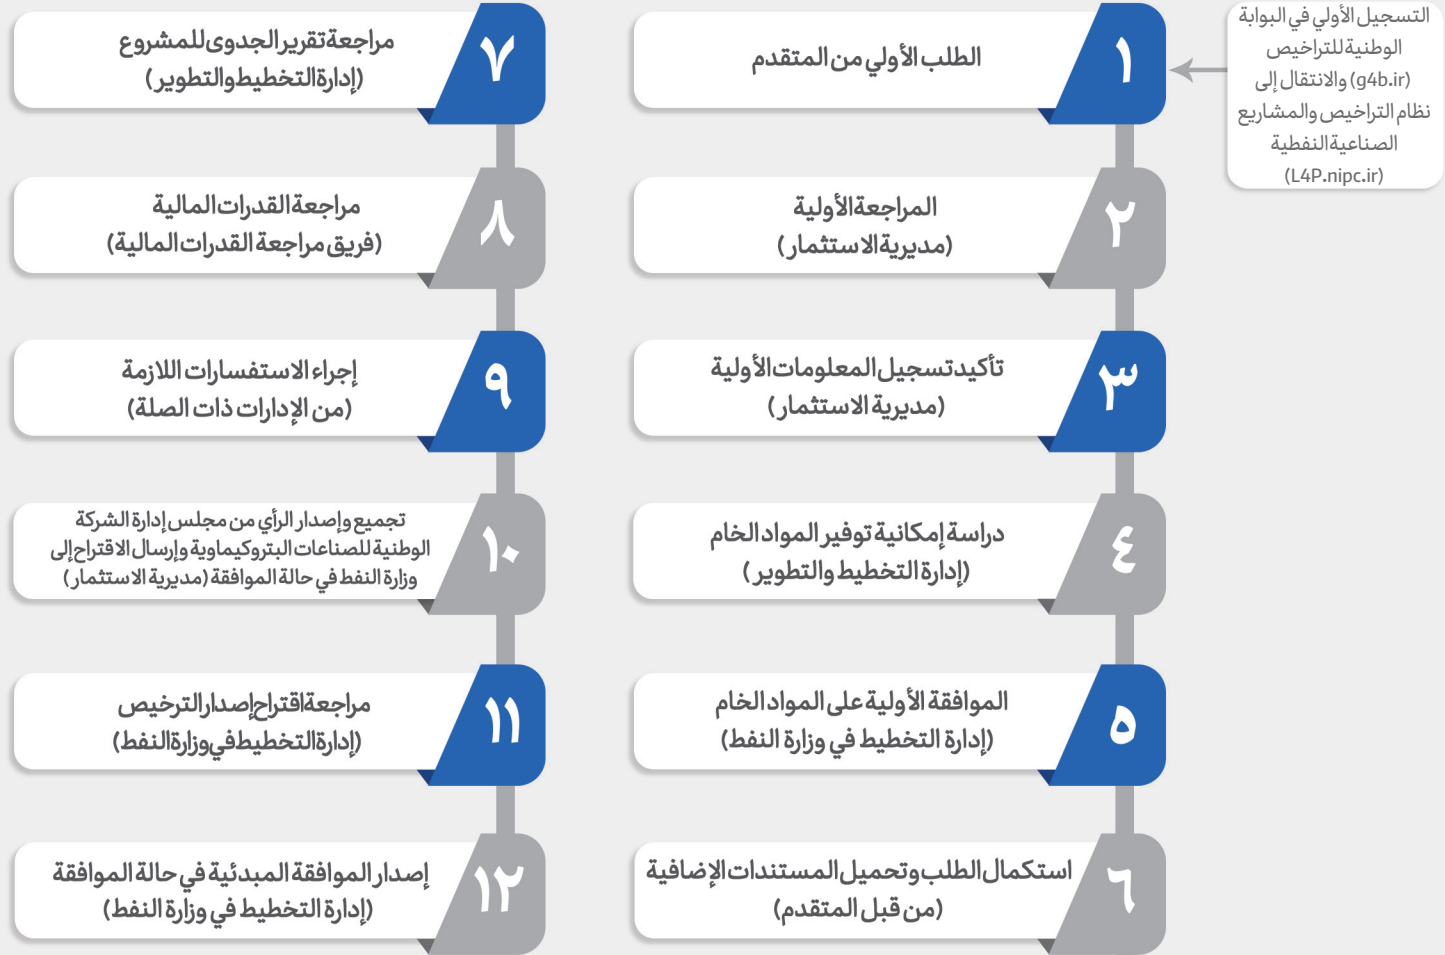 التسجيل الأولي في البوابة
الوطنية للتراخيص
(g4b.ir) والانتقال إلى
نظام التراخيص والمشاريع
الصناعية النفطية
(L4P.nipc.ir)
١
الطلب الأولي من المتقدم
٢
المراجعة الأولية
(مديرية الاستثمار)
٣
تأكيد تسجيل المعلومات الأولية
(مديرية الاستثمار)
٤
دراسة إمكانية توفير المواد الخام
(إدارة التخطيط والتطوير)
٥
الموافقة الأولية على المواد الخام
(إدارة التخطيط في وزارة النفط)
٦
استكمال الطلب وتحميل المستندات الإضافية
(من قبل المتقدم)
٧
مراجعة تقرير الجدوى للمشروع
(إدارة التخطيط والتطوير)
٨
مراجعة القدرات المالية
(فريق مراجعة القدرات المالية)
٩
إجراء الاستفسارات اللازمة
(من الإدارات ذات الصلة)
١٠
تجميع وإصدار الرأي من مجلس إدارة الشركة
الوطنية للصناعات البتروكيماوية وإرسال الاقتراح إلى
وزارة النفط في حالة الموافقة (مديرية الاستثمار)
١١
مراجعة اقتراح إصدار الترخيص
(إدارة التخطيط في وزارة النفط)
١٢
إصدار الموافقة المبدئية في حالة الموافقة
(إدارة التخطيط في وزارة النفط)